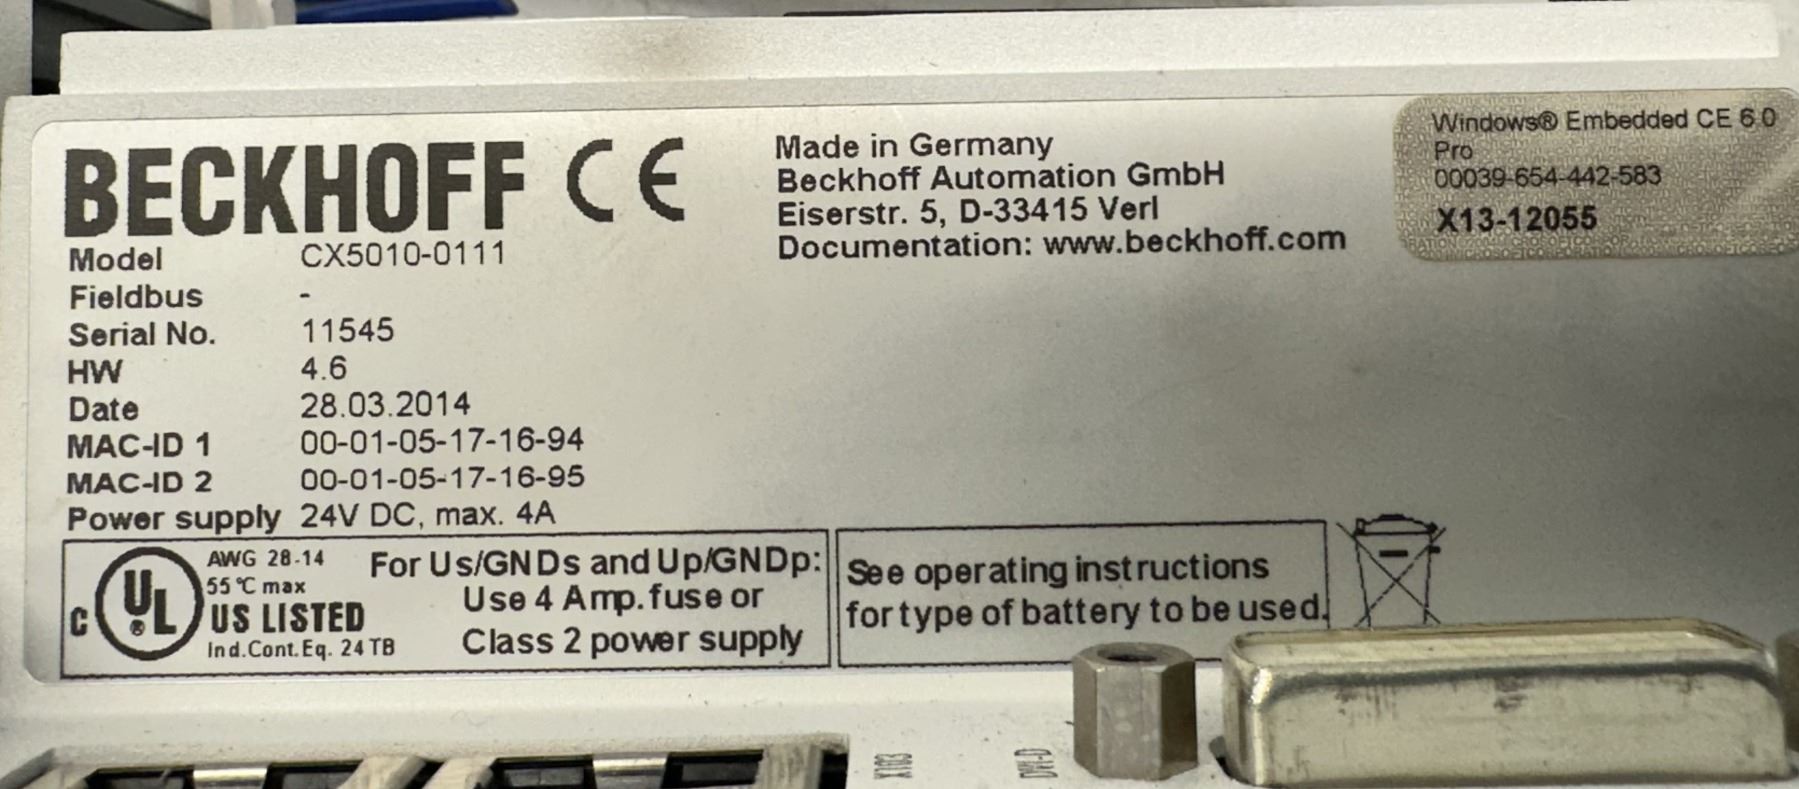 BECKHOFF CE
Model CX5010-0111
Fieldbus -
Serial No. 11545
HW 4.6
Date 28.03.2014
MAC-ID 1 00-01-05-17-16-94
MAC-ID 2 00-01-05-17-16-95
Power supply 24V DC, max. 4A
Made in Germany
Beckhoff Automation GmbH
Eiserstr. 5, D-33415 Verl
Documentation: www.beckhoff.com
Windows® Embedded CE 6.0
Pro
00039-654-442-583
X13-12055
C UL ® US LISTED
AWG 28-14
55°C max
Ind.Cont.Eq. 24TB
For Us/GNDs and Up/GNDp:
Use 4 Amp. fuse or
Class 2 power supply
See operating instructions
for type of battery to be used.
X103
DVI-D